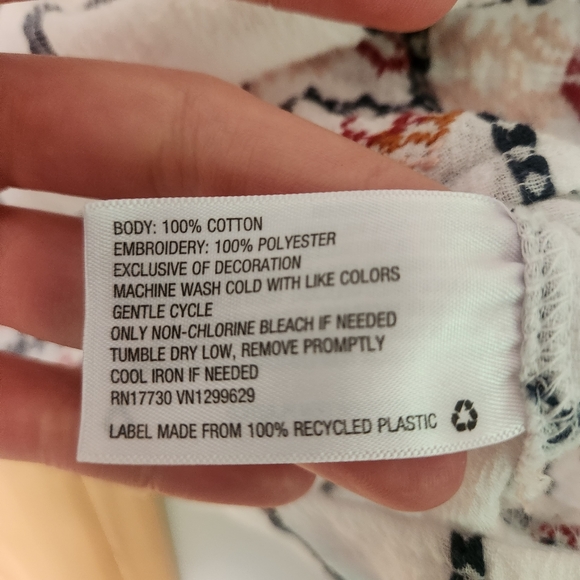 BODY: 100% COTTON
EMBROIDERY: 100% POLYESTER
EXCLUSIVE OF DECORATION
MACHINE WASH COLD WITH LIKE COLORS
GENTLE CYCLE
ONLY NON-CHLORINE BLEACH IF NEEDED
TUMBLE DRY LOW, REMOVE PROMPTLY
COOL IRON IF NEEDED
RN17730 VN1299629
LABEL MADE FROM 100% RECYCLED PLASTIC